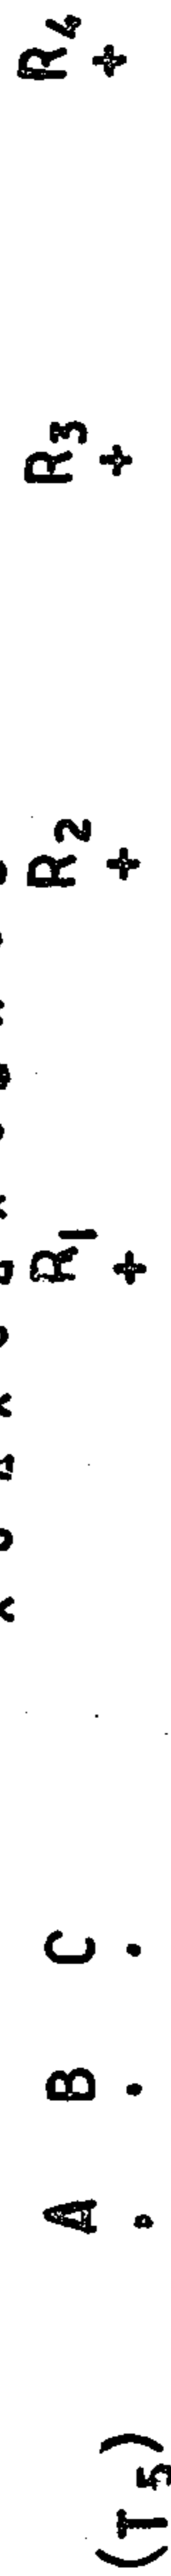 A B C R₁ R₂ R₃ R₄
(T₅) . . . + + + +